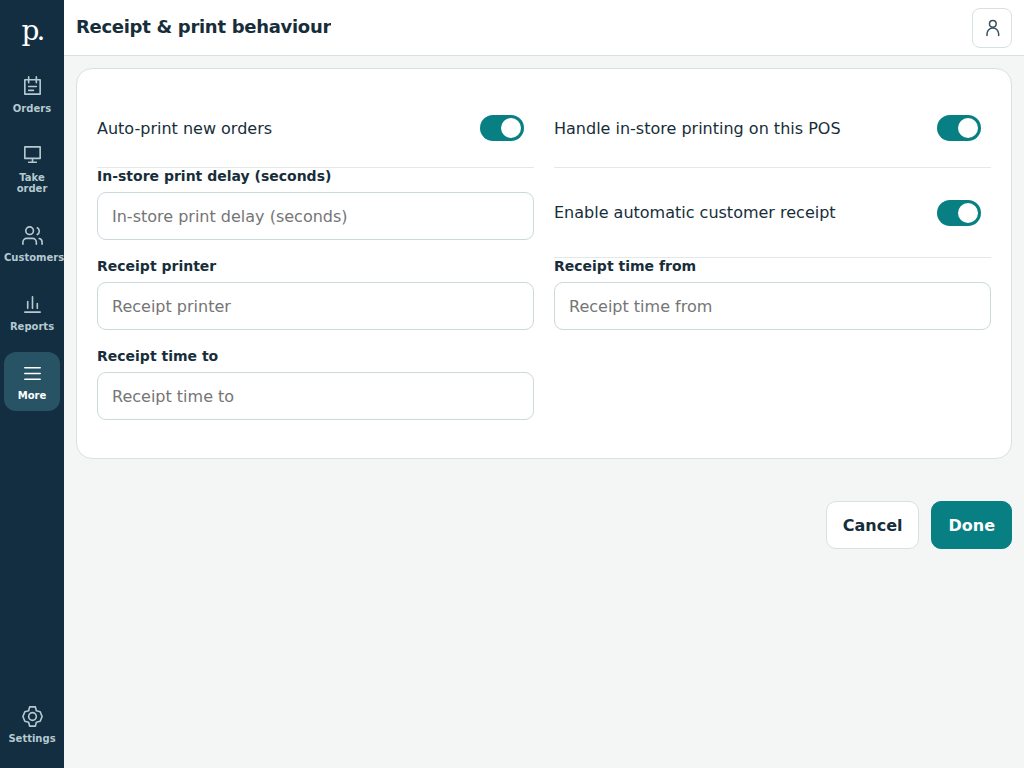 p.
Receipt & print behaviour
Orders
Take
order
Customers
Reports
More
Settings
Auto-print new orders
Handle in-store printing on this POS
In-store print delay (seconds)
In-store print delay (seconds)
Enable automatic customer receipt
Receipt printer
Receipt printer
Receipt time from
Receipt time from
Receipt time to
Receipt time to
Cancel
Done